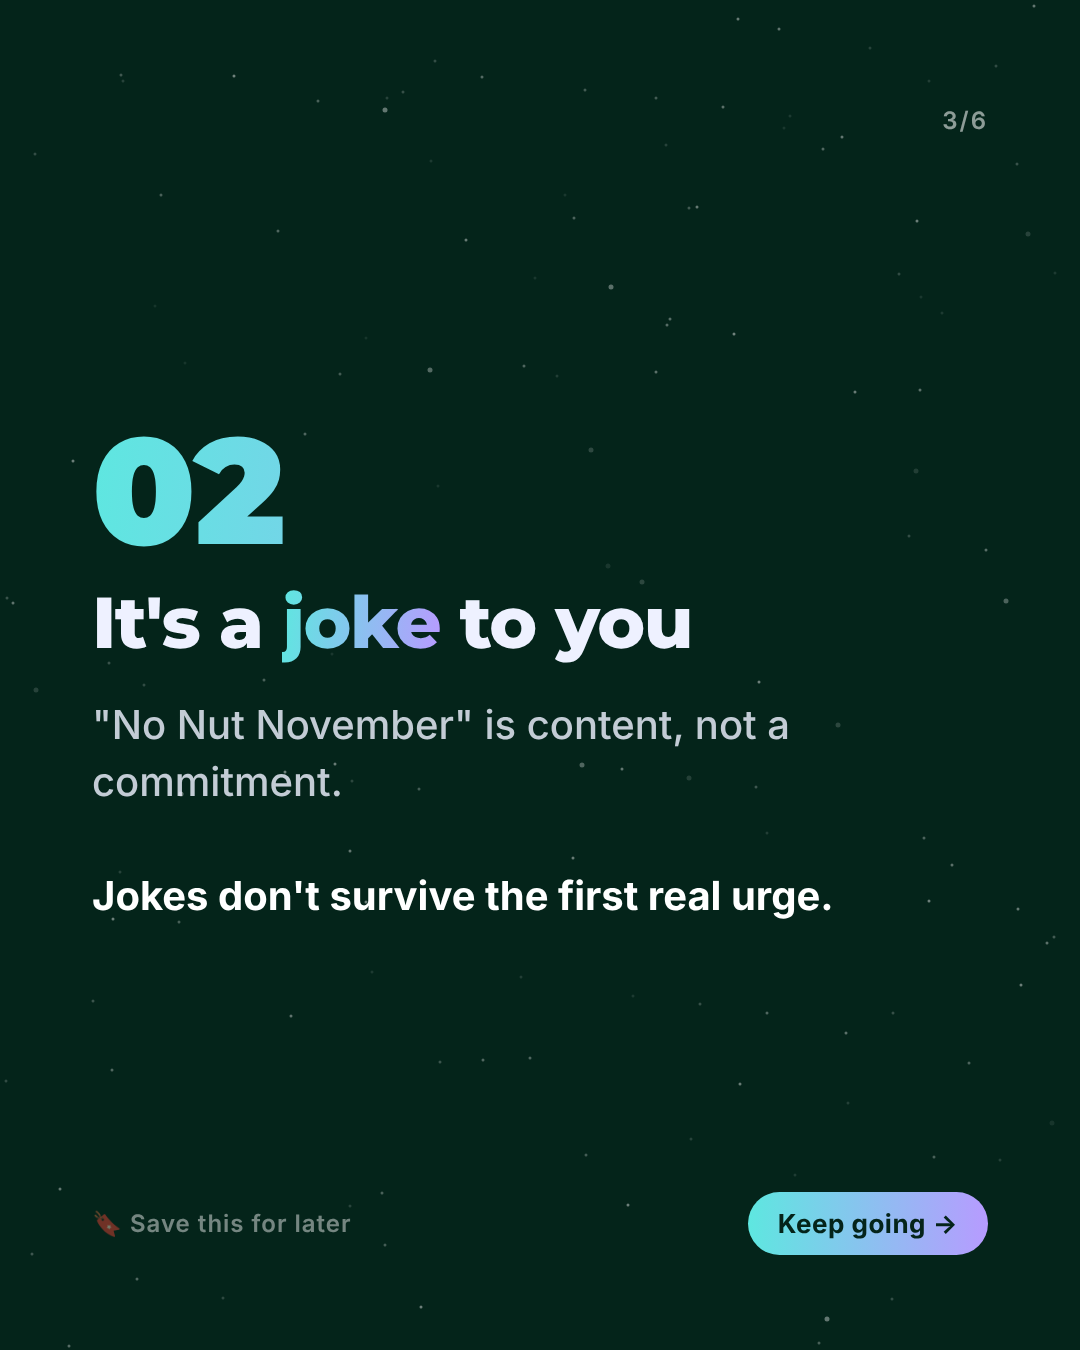 3/6
02
It's a joke to you
"No Nut November" is content, not a
commitment.
Jokes don't survive the first real urge.
🔖 Save this for later
Keep going →